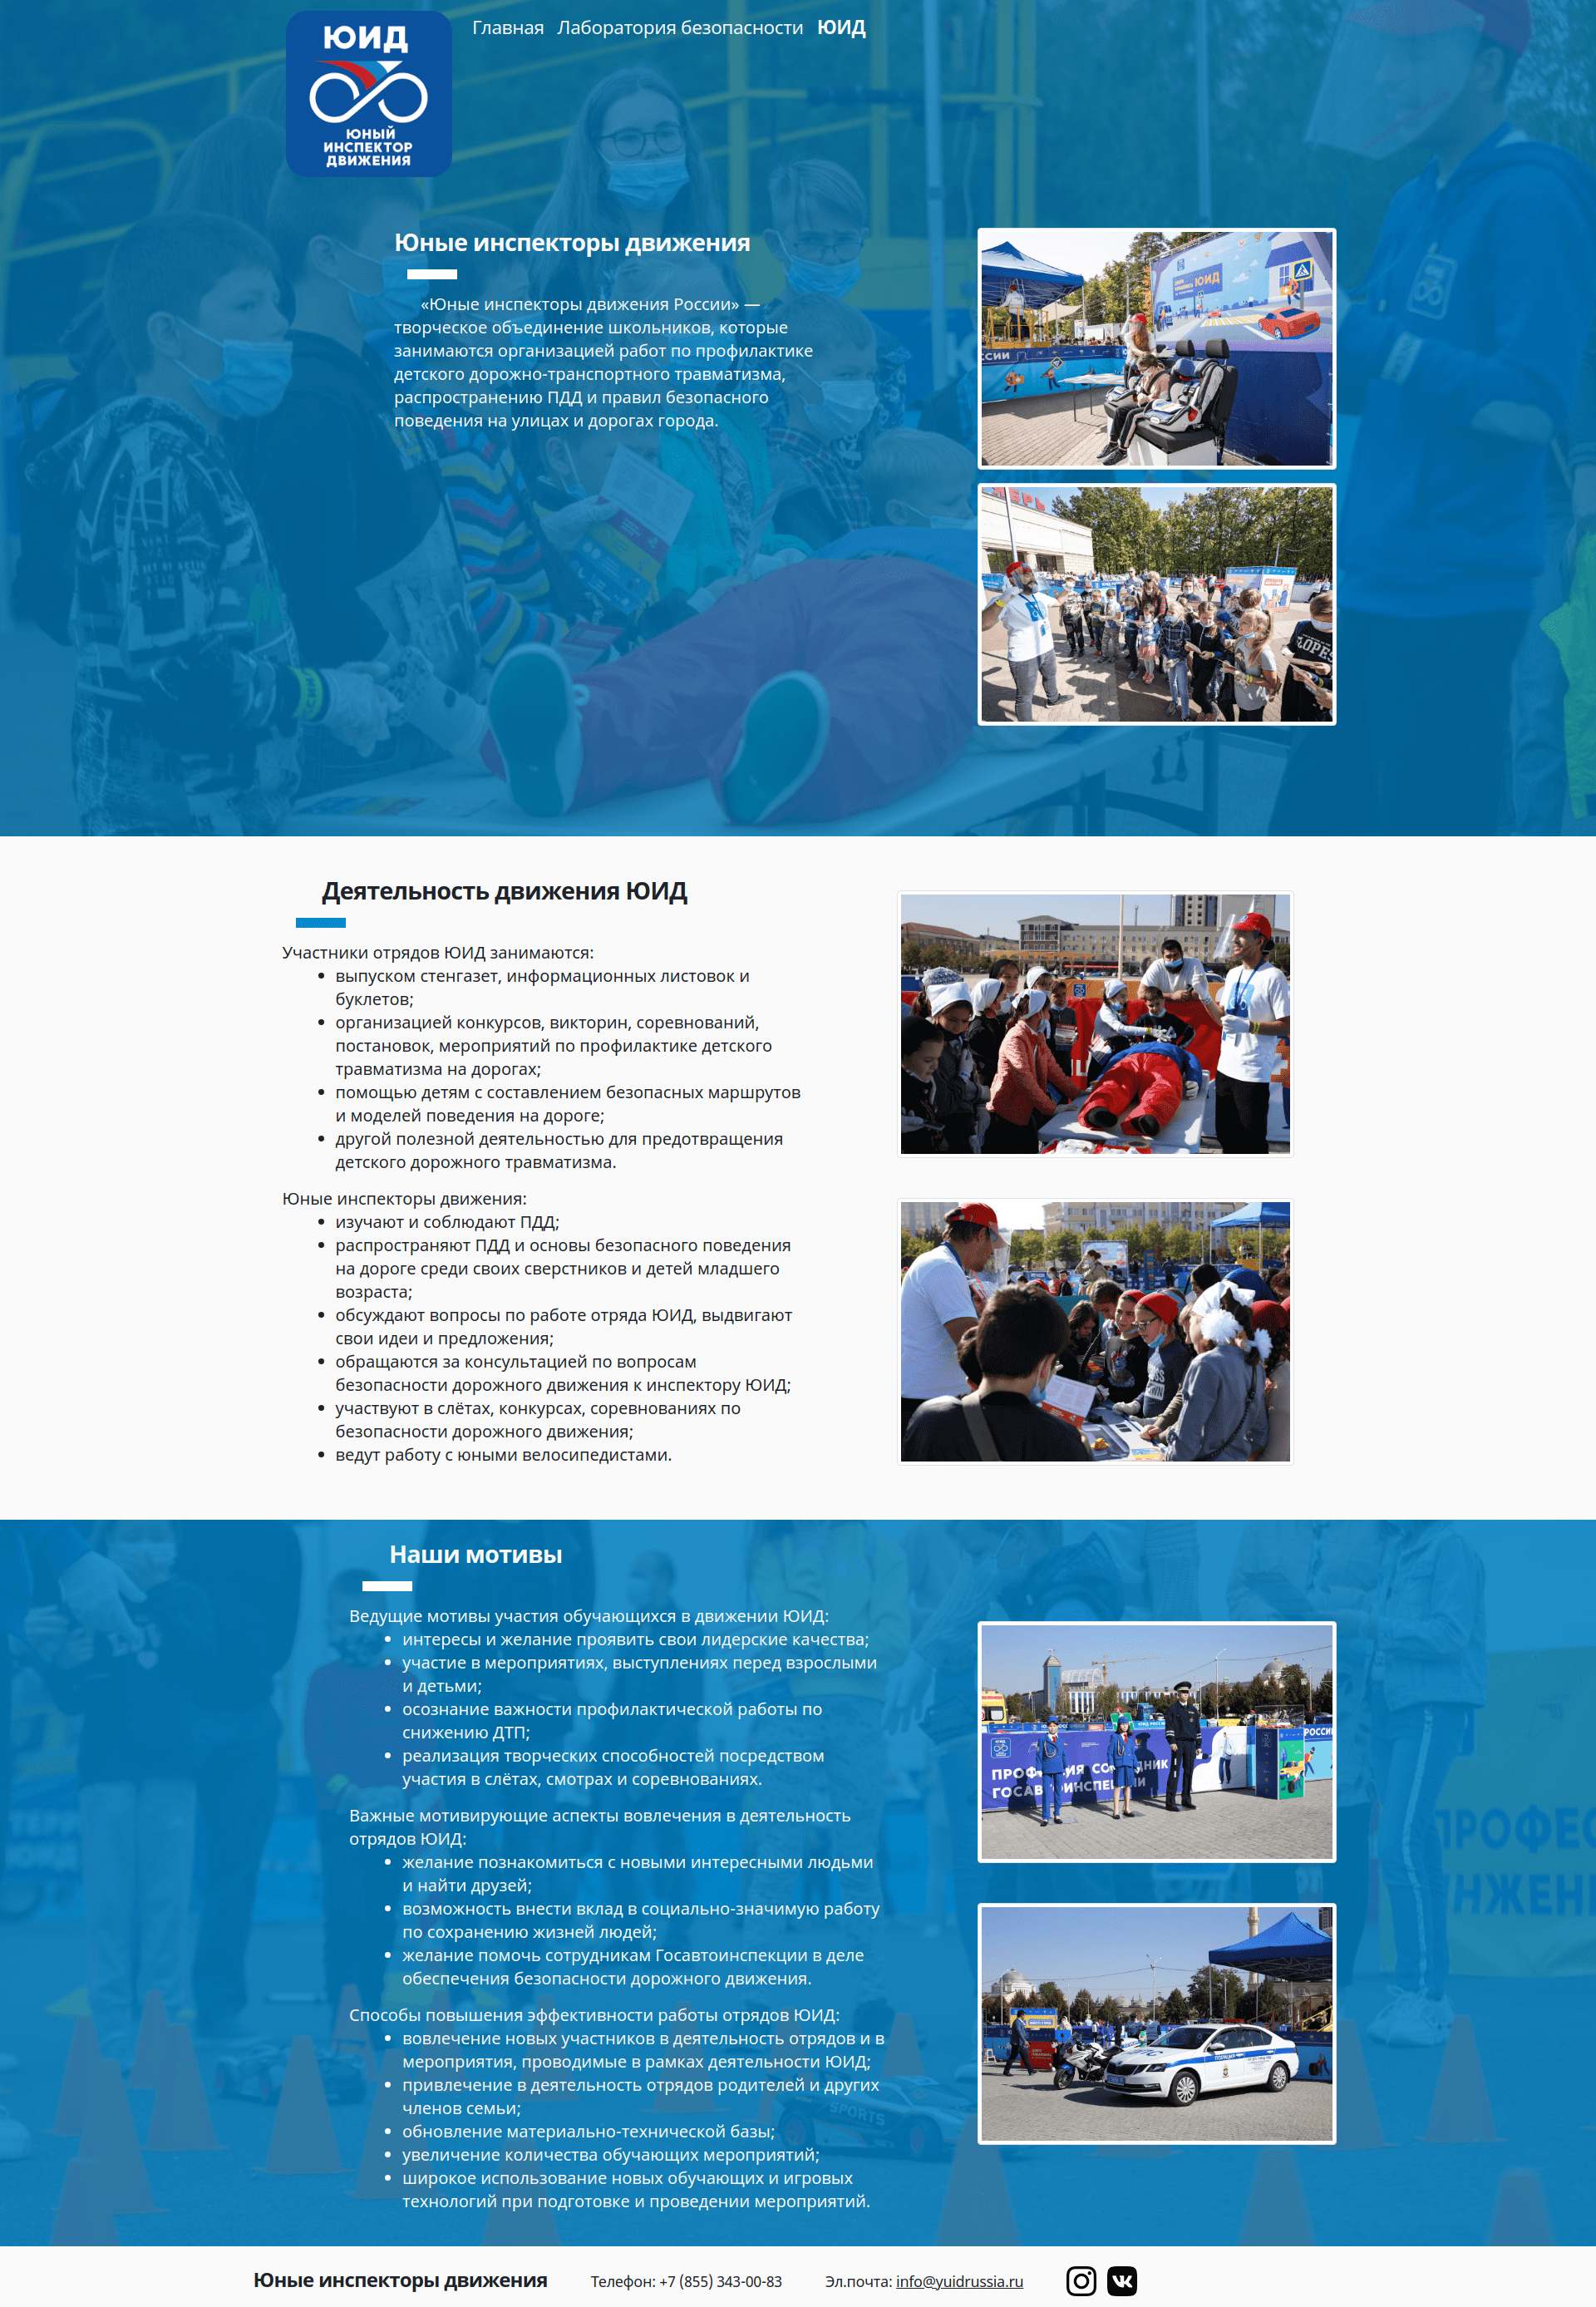 ЮИД
ЮНЫЙ
ИНСПЕКТОР
ДВИЖЕНИЯ
Главная Лаборатория безопасности ЮИД
Юные инспекторы движения
«Юные инспекторы движения России» —
творческое объединение школьников, которые
занимаются организацией работ по профилактике
детского дорожно-транспортного травматизма,
распространению ПДД и правил безопасного
поведения на улицах и дорогах города.
ЮИД
ССИИ
Деятельность движения ЮИД
Участники отрядов ЮИД занимаются:
• выпуском стенгазет, информационных листовок и
буклетов;
• организацией конкурсов, викторин, соревнований,
постановок, мероприятий по профилактике детского
травматизма на дорогах;
• помощью детям с составлением безопасных маршрутов
и моделей поведения на дороге;
• другой полезной деятельностью для предотвращения
детского дорожного травматизма.
Юные инспекторы движения:
• изучают и соблюдают ПДД;
• распространяют ПДД и основы безопасного поведения
на дороге среди своих сверстников и детей младшего
возраста;
• обсуждают вопросы по работе отряда ЮИД, выдвигают
свои идеи и предложения;
• обращаются за консультацией по вопросам
безопасности дорожного движения к инспектору ЮИД;
• участвуют в слётах, конкурсах, соревнованиях по
безопасности дорожного движения;
• ведут работу с юными велосипедистами.
Наши мотивы
Ведущие мотивы участия обучающихся в движении ЮИД:
• интересы и желание проявить свои лидерские качества;
• участие в мероприятиях, выступлениях перед взрослыми
и детьми;
• осознание важности профилактической работы по
снижению ДТП;
• реализация творческих способностей посредством
участия в слётах, смотрах и соревнованиях.
Важные мотивирующие аспекты вовлечения в деятельность
отрядов ЮИД:
• желание познакомиться с новыми интересными людьми
и найти друзей;
• возможность внести вклад в социально-значимую работу
по сохранению жизней людей;
• желание помочь сотрудникам Госавтоинспекции в деле
обеспечения безопасности дорожного движения.
Способы повышения эффективности работы отрядов ЮИД:
• вовлечение новых участников в деятельность отрядов и в
мероприятия, проводимые в рамках деятельности ЮИД;
• привлечение в деятельность отрядов родителей и других
членов семьи;
• обновление материально-технической базы;
• увеличение количества обучающих мероприятий;
• широкое использование новых обучающих и игровых
технологий при подготовке и проведении мероприятий.
SPORTS
Юные инспекторы движения Телефон: +7 (855) 343-00-83 Эл.почта: info@yuidrussia.ru